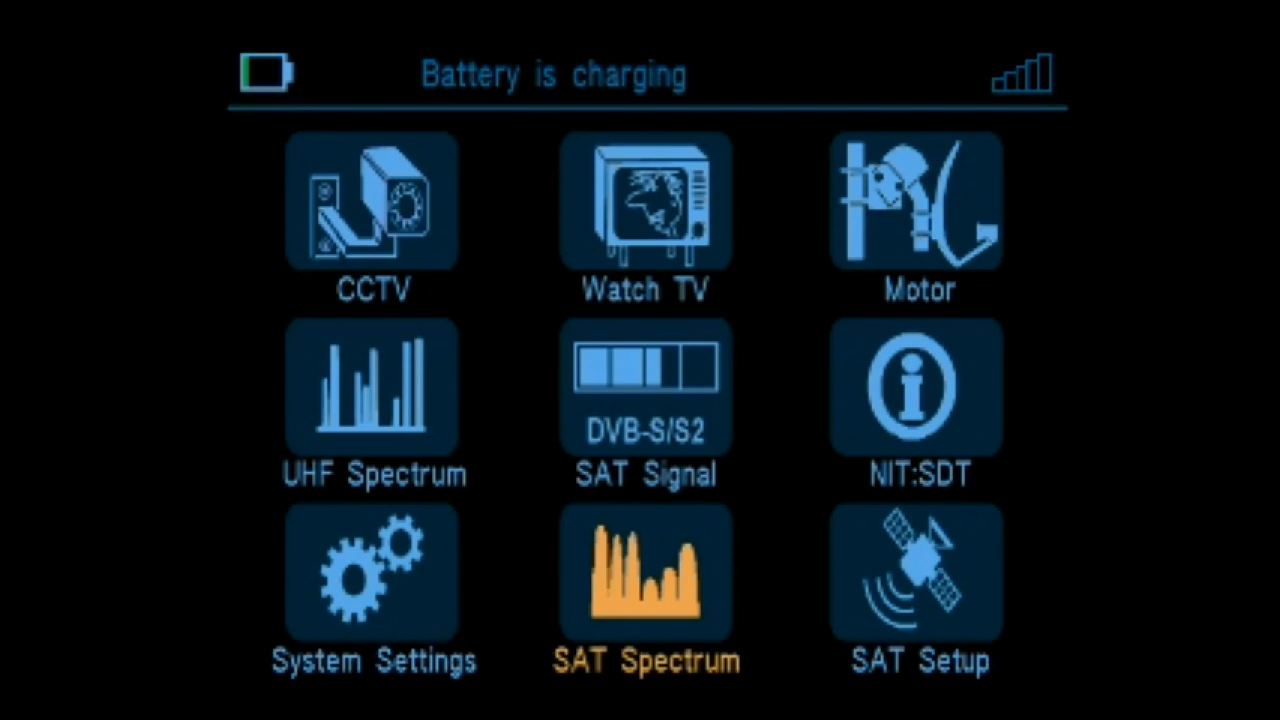 Battery is charging
CCTV
Watch TV
Motor
UHF Spectrum
DVB-S/S2
SAT Signal
NIT:SDT
System Settings
SAT Spectrum
SAT Setup